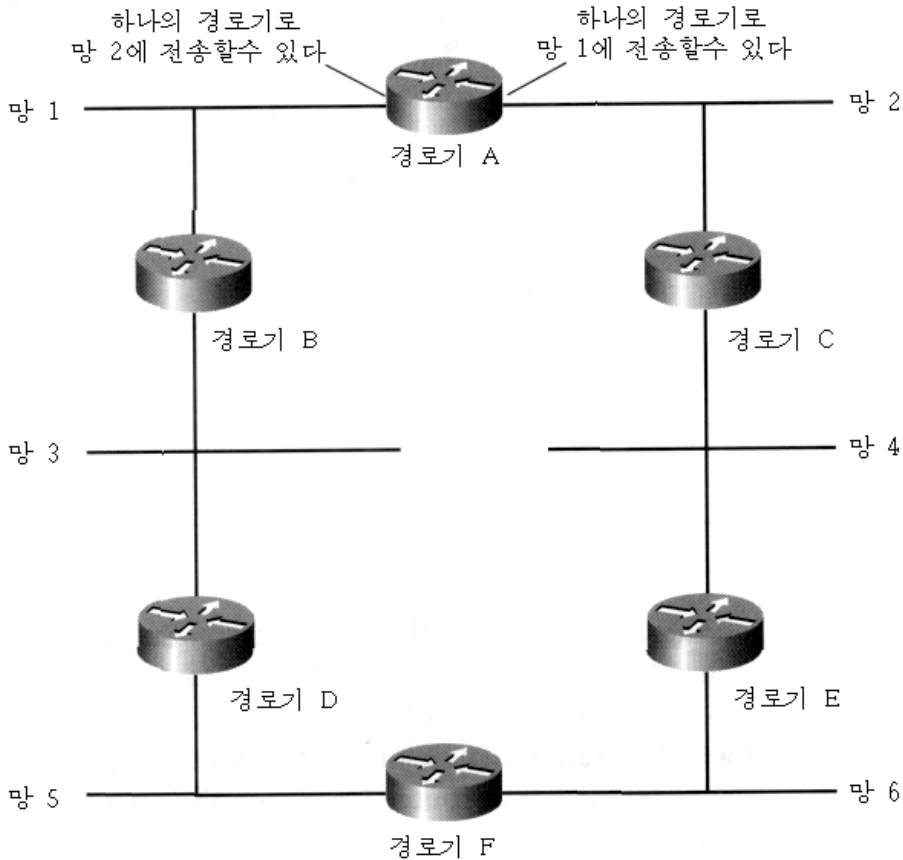 하나의 경로기로
망 2에 전송할수 있다
하나의 경로기로
망 1에 전송할수 있다
망 1
망 2
경로기 A
경로기 B
경로기 C
망 3
망 4
경로기 D
경로기 E
망 5
망 6
경로기 F